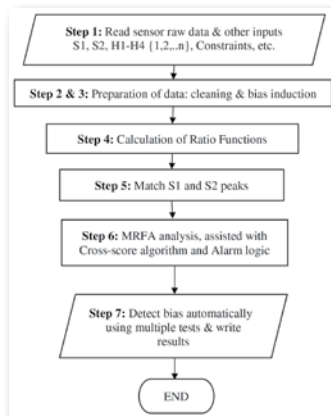 Step 1: Read sensor raw data & other inputs
S1, S2, H1-H4 {1,2,..n}, Constraints, etc.
Step 2 & 3: Preparation of data: cleaning & bias induction
Step 4: Calculation of Ratio Functions
Step 5: Match S1 and S2 peaks
Step 6: MRFA analysis, assisted with
Cross-score algorithm and Alarm logic
Step 7: Detect bias automatically
using multiple tests & write
results
END